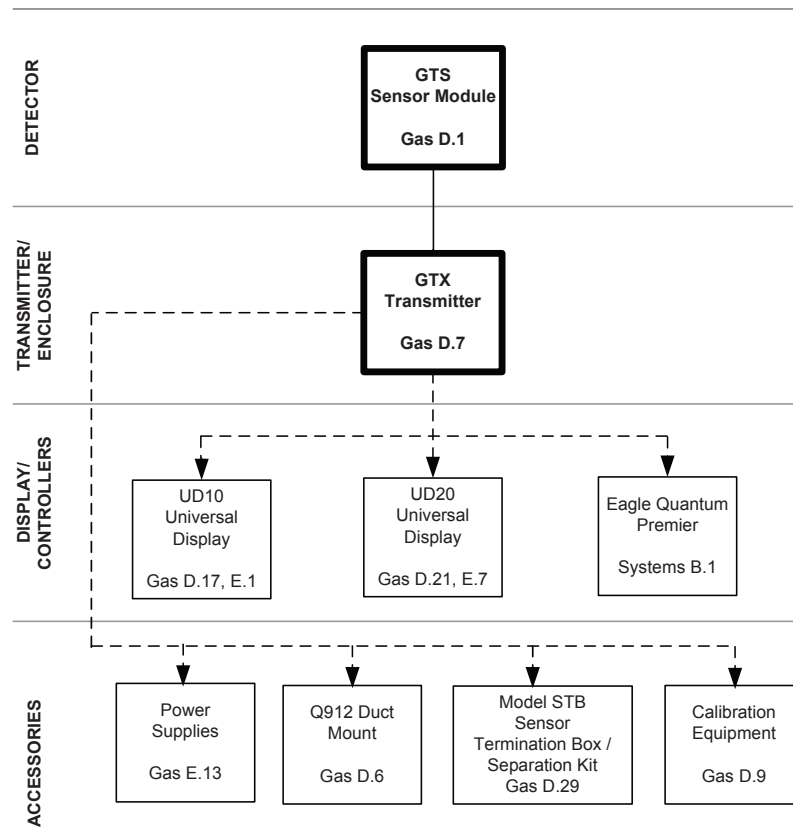 DETECTOR
GTS
Sensor Module
Gas D.1
TRANSMITTER/
ENCLOSURE
GTX
Transmitter
Gas D.7
DISPLAY/
CONTROLLERS
UD10
Universal
Display
Gas D.17, E.1
UD20
Universal
Display
Gas D.21, E.7
Eagle Quantum
Premier
Systems B.1
ACCESSORIES
Power
Supplies
Gas E.13
Q912 Duct
Mount
Gas D.6
Model STB
Sensor
Termination Box /
Separation Kit
Gas D.29
Calibration
Equipment
Gas D.9